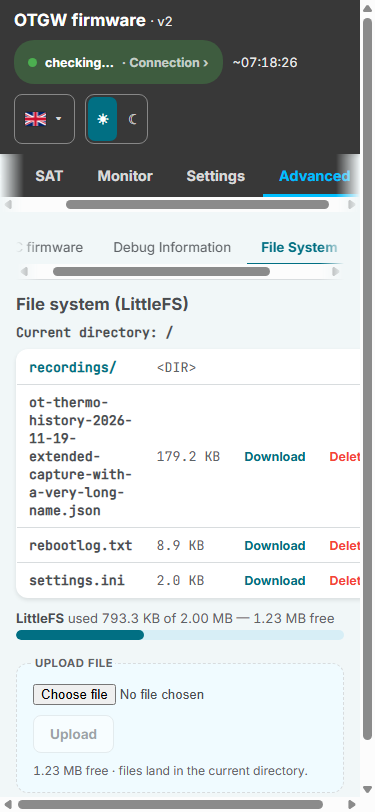 OTGW firmware · v2
checking... · Connection ›
~07:18:26
SAT Monitor Settings Advanced
firmware Debug Information File System
File system (LittleFS)
Current directory: /
recordings/ <DIR>
ot-thermo-
history-2026-
11-19-
extended-
capture-with-
a-very-long-
name.json
179.2 KB Download Delet
rebootlog.txt 8.9 KB Download Delet
settings.ini 2.0 KB Download Delet
LittleFS used 793.3 KB of 2.00 MB — 1.23 MB free
UPLOAD FILE
Choose file No file chosen
Upload
1.23 MB free · files land in the current directory.